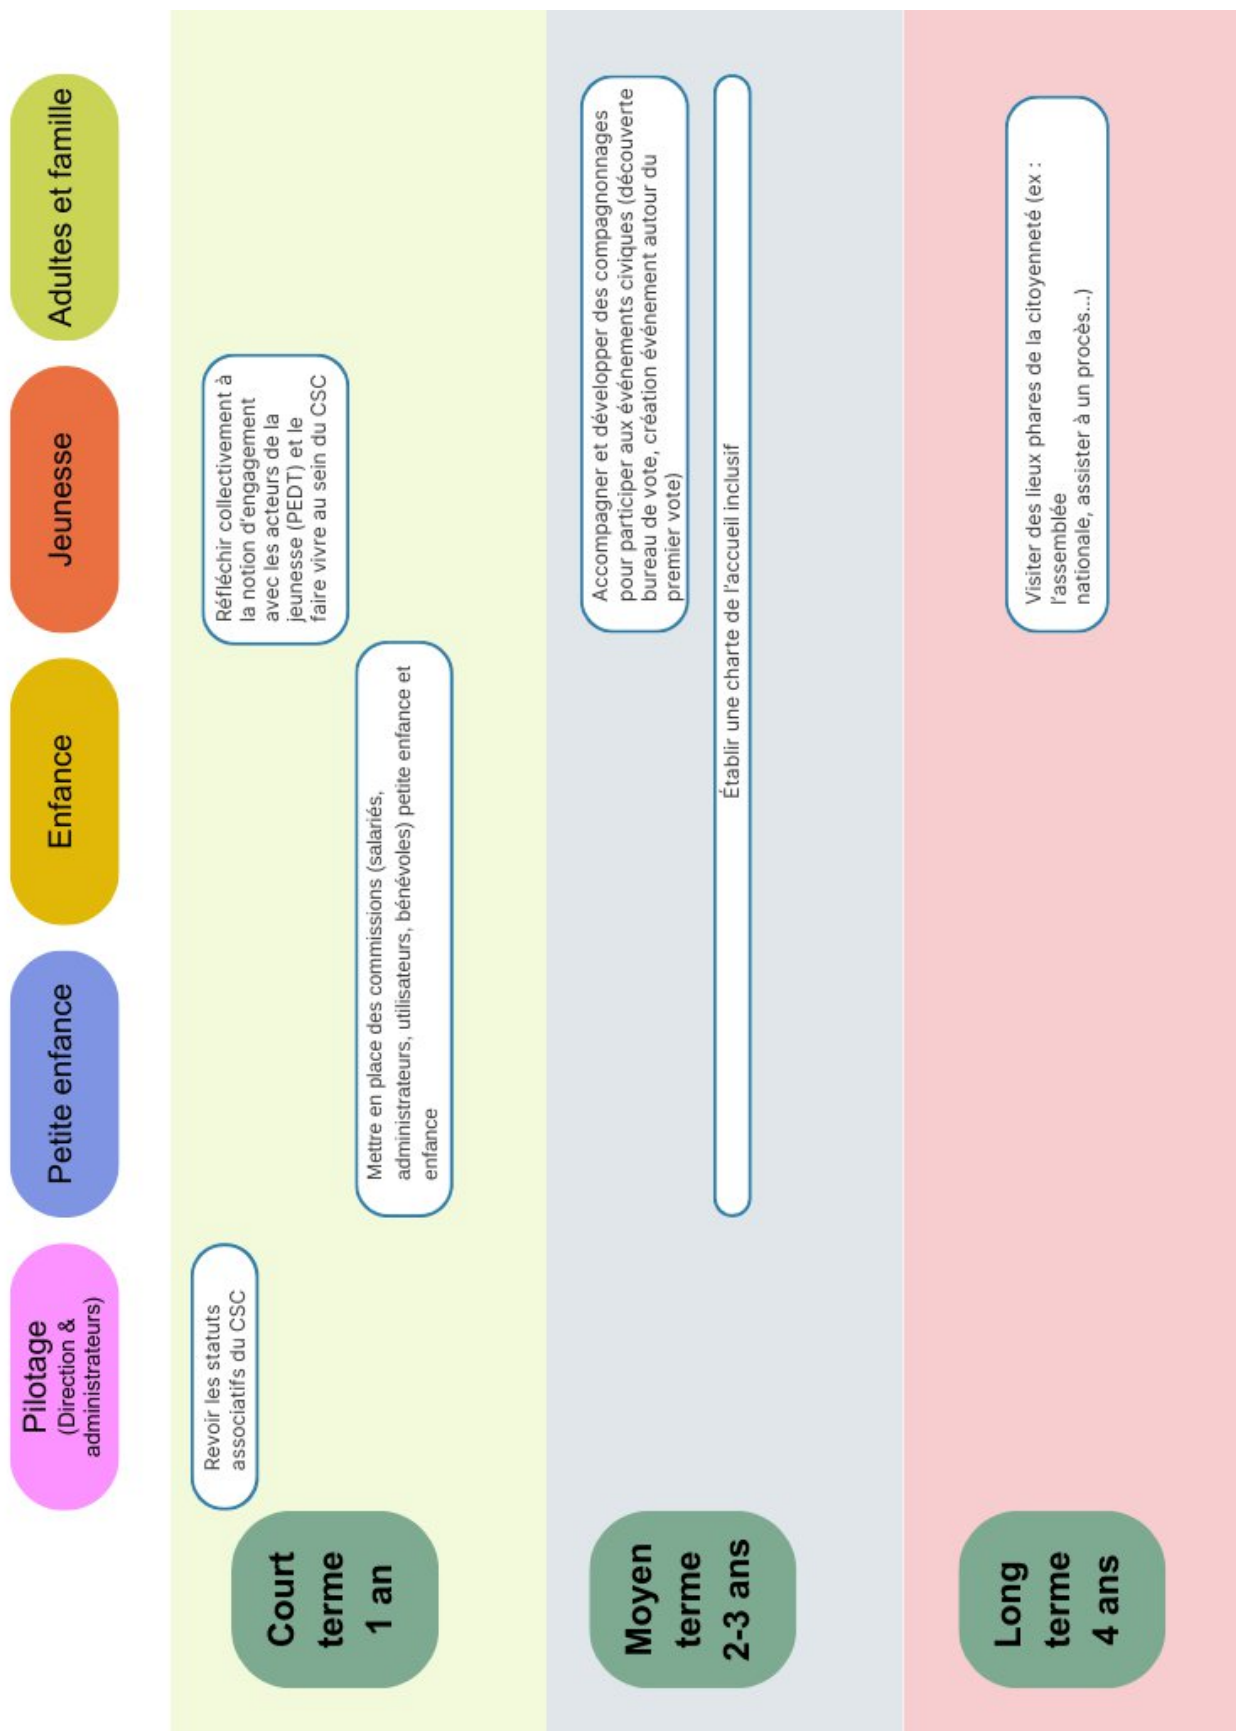 Pilotage
(Direction &
administrateurs)
Petite enfance
Enfance
Jeunesse
Adultes et famille
Court
terme
1 an
Revoir les statuts
associatifs du CSC
Mettre en place des commissions (salariés,
administrateurs, utilisateurs, bénévoles) petite enfance et
enfance
Réfléchir collectivement à
la notion d'engagement
avec les acteurs de la
jeunesse (PEDT) et le
faire vivre au sein du CSC
Moyen
terme
2-3 ans
Accompagner et développer des compagnonnages
pour participer aux événements civiques (découverte
bureau de vote, création événement autour du
premier vote)
Établir une charte de l'accueil inclusif
Long
terme
4 ans
Visiter des lieux phares de la citoyenneté (ex :
l'assemblée
nationale, assister à un procès...)